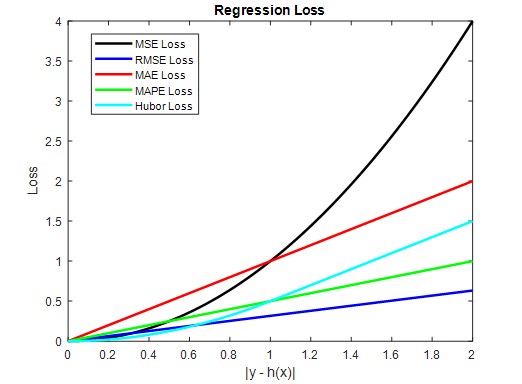 Regression Loss
MSE Loss
RMSE Loss
MAE Loss
MAPE Loss
Hubor Loss
Loss
4
3.5
3
2.5
2
1.5
1
0.5
0
0 0.2 0.4 0.6 0.8 1 1.2 1.4 1.6 1.8 2
|y - h(x)|